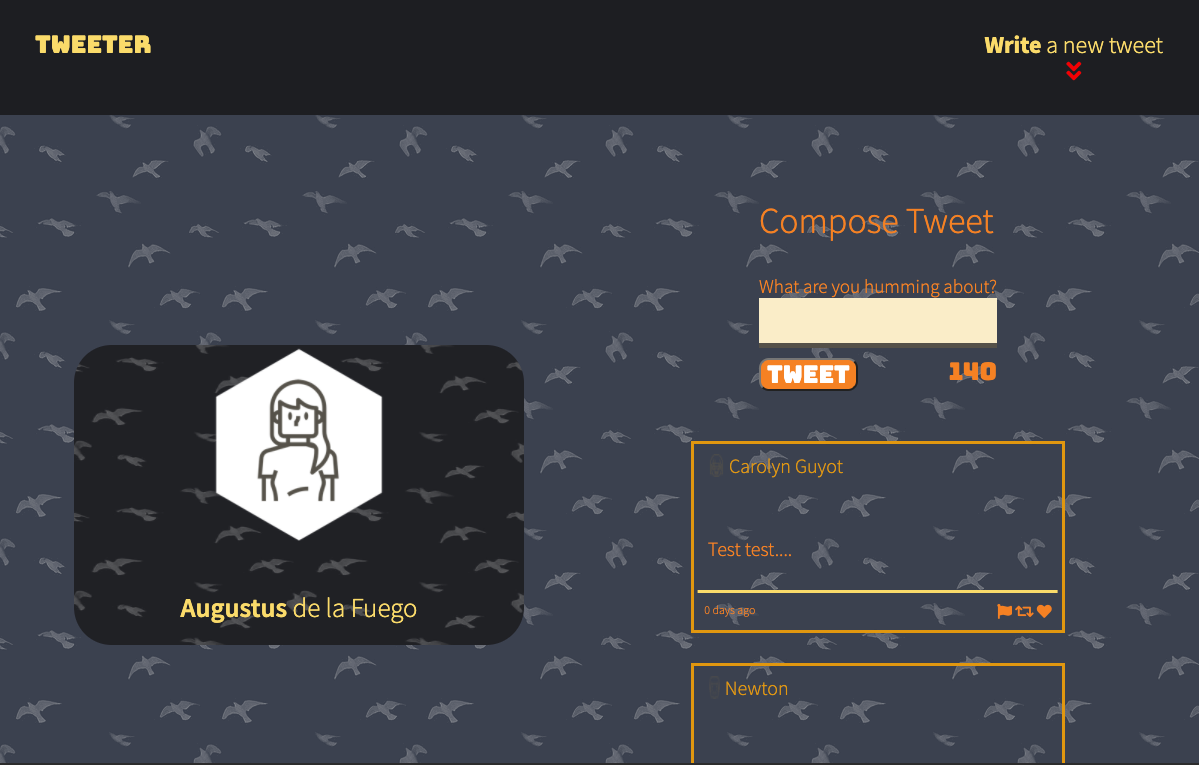 TWEETER
Write a new tweet
Compose Tweet
What are you humming about?
TWEET
140
Augustus de la Fuego
Carolyn Guyot
Test test....
0 days ago
Newton